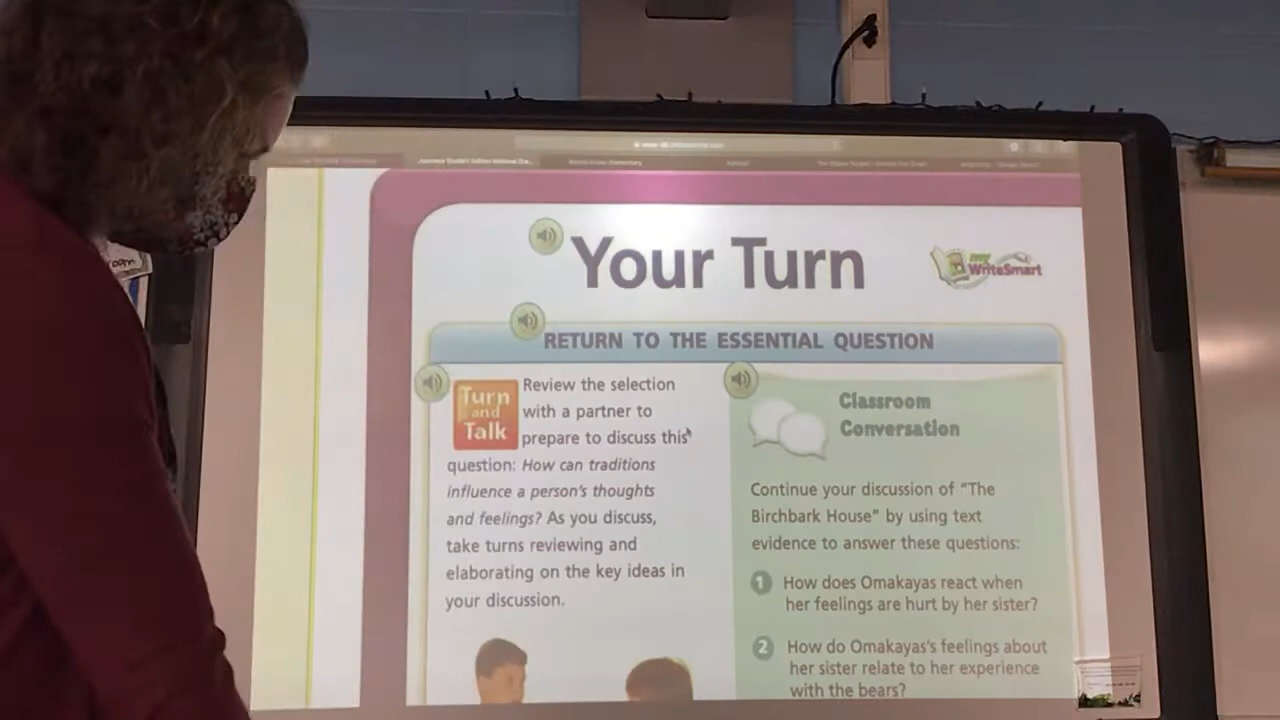 Your Turn
my
WriteSmart
RETURN TO THE ESSENTIAL QUESTION
Turn
and
Talk
Review the selection
with a partner to
prepare to discuss this
question: How can traditions
influence a person's thoughts
and feelings? As you discuss,
take turns reviewing and
elaborating on the key ideas in
your discussion.
Classroom
Conversation
Continue your discussion of "The
Birchbark House" by using text
evidence to answer these questions:
1 How does Omakayas react when
her feelings are hurt by her sister?
2 How do Omakayas's feelings about
her sister relate to her experience
with the bears?